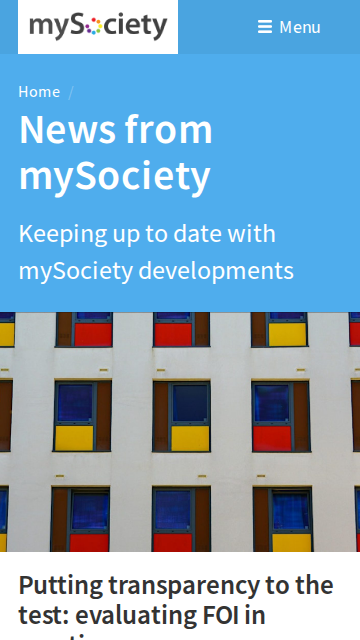 mySociety
Menu
Home /
News from
mySociety
Keeping up to date with
mySociety developments
Putting transparency to the
test: evaluating FOI in